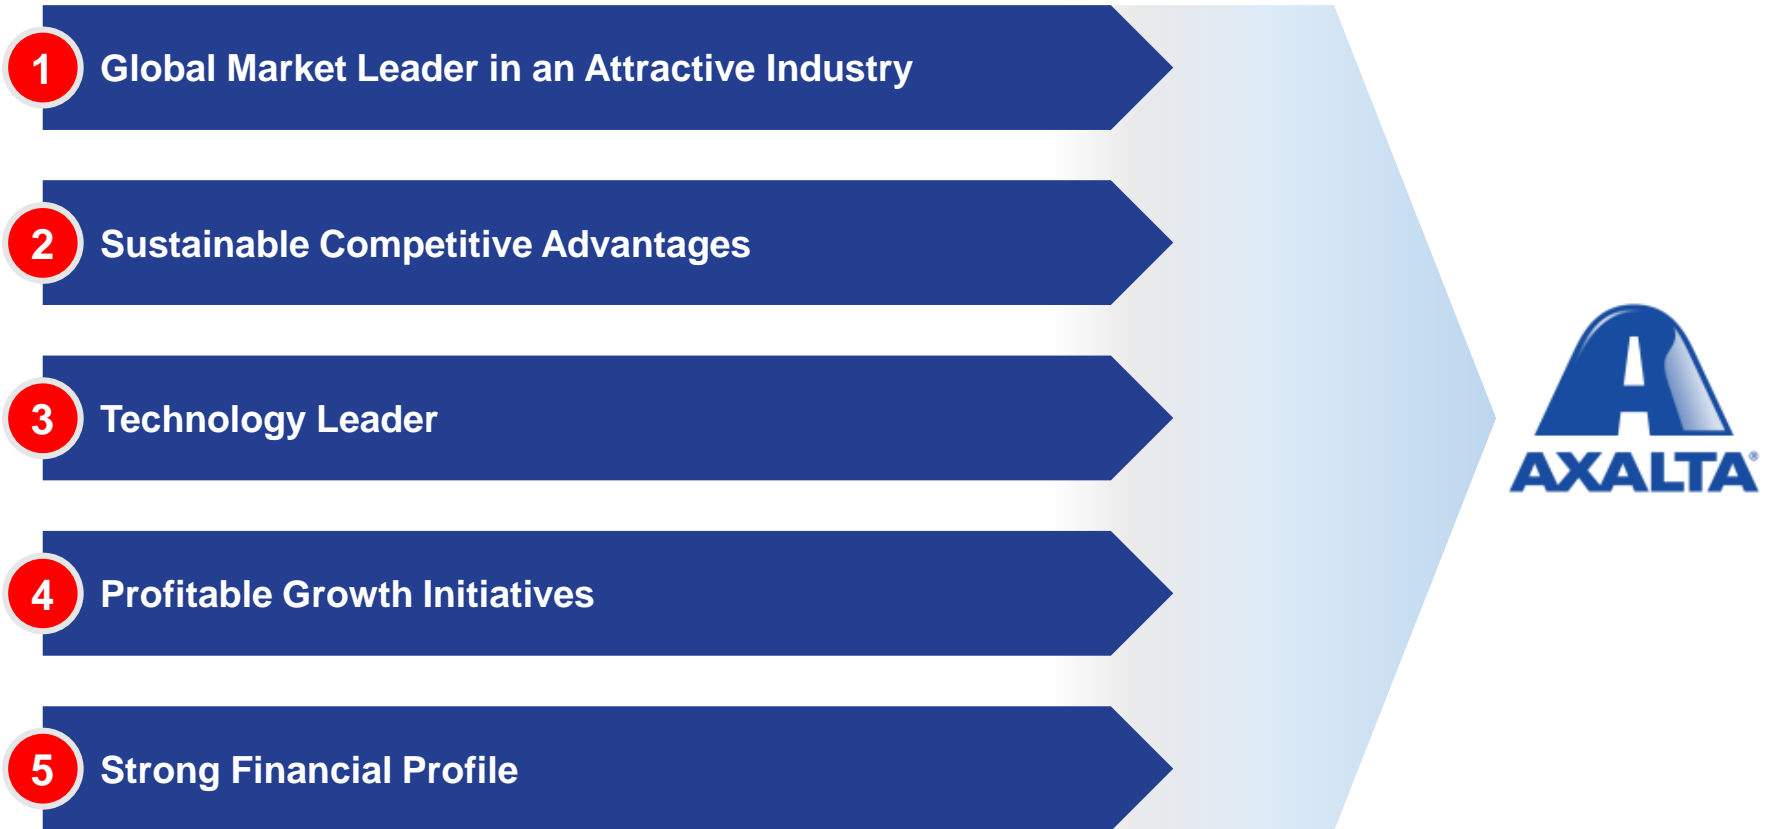 1 Global Market Leader in an Attractive Industry
2 Sustainable Competitive Advantages
3 Technology Leader
4 Profitable Growth Initiatives
5 Strong Financial Profile
AXALTA®